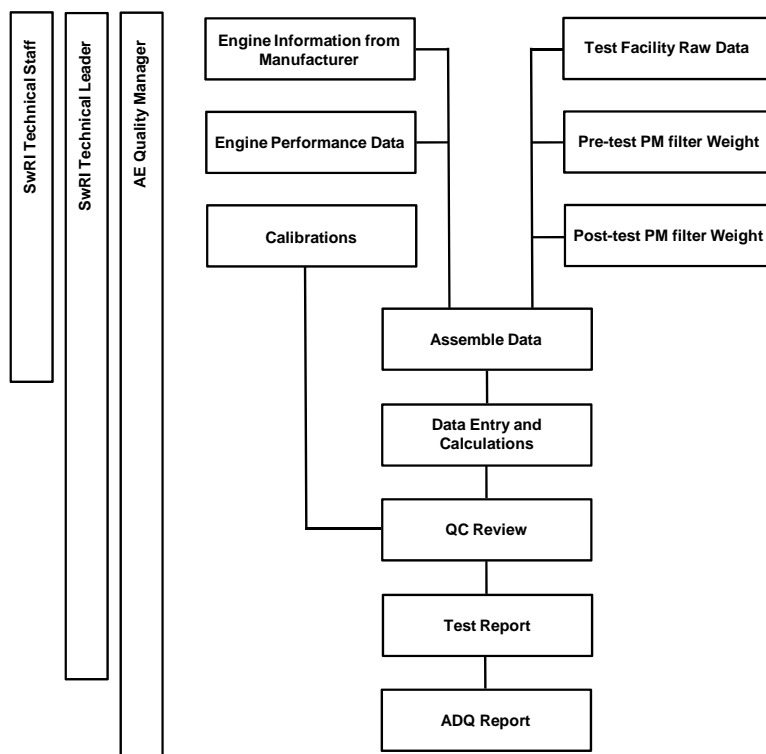 SwRI Technical Staff
SwRI Technical Leader
AE Quality Manager
Engine Information from
Manufacturer
Test Facility Raw Data
Engine Performance Data
Pre-test PM filter Weight
Calibrations
Post-test PM filter Weight
Assemble Data
Data Entry and
Calculations
QC Review
Test Report
ADQ Report